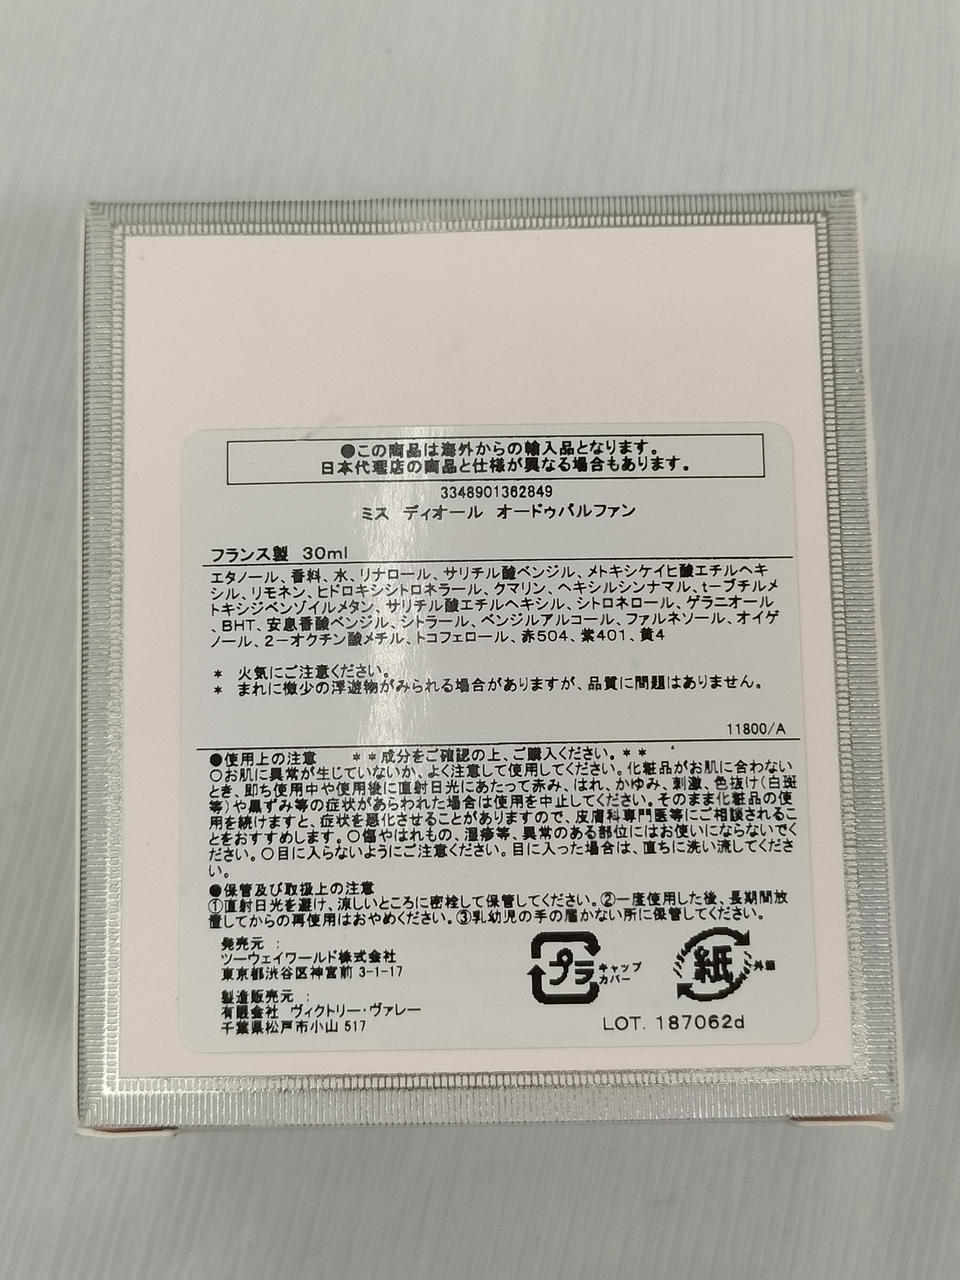 ●この商品は海外からの輸入品となります。
日本代理店の商品と仕様が異なる場合もあります。
3348901362849
ミス ディオール オードゥパルファン
フランス製 30ml
エタノール、香料、水、リナロール、サリチル酸ベンジル、メトキシケイヒ酸エチルヘキ
シル、リモネン、ヒドロキシシトロネラール、クマリン、ヘキシルシンナマル、t-ブチルメ
トキシジベンゾイルメタン、サリチル酸エチルヘキシル、シトロネロール、ゲラニオール
、BHT、安息香酸ベンジル、シトラール、ベンジルアルコール、ファルネソール、オイゲ
ノール、2-オクチン酸メチル、トコフェロール、赤504、紫401、黄4
* 火気にご注意ください。
* まれに微少の浮遊物がみられる場合がありますが、品質に問題はありません。
11800/A
●使用上の注意 **成分をご確認の上、ご購入ください。**
○お肌に異常が生じていないか、よく注意して使用してください。化粧品がお肌に合わない
とき、即ち使用中や使用後に直射日光にあたって赤み、はれ、かゆみ、刺激、色抜け(白斑
等)や黒ずみ等の症状があらわれた場合は使用を中止してください。そのまま化粧品の使
用を続けますと、症状を悪化させることがありますので、皮膚科専門医等にご相談されるこ
とをおすすめします。○傷やはれもの、湿疹等、異常のある部位にはお使いにならないでく
ださい。○目に入らないようにご注意ください。目に入った場合は、直ちに洗い流してくださ
い。
●保管及び取扱上の注意
①直射日光を避け、涼しいところに密栓して保管してください。②一度使用した後、長期間放
置してからの再使用はおやめください。③乳幼児の手の届かない所に保管してください。
発売元 :
ツーウェイワールド株式会社
東京都渋谷区神宮前 3-1-17
製造販売元 :
有限会社 ヴィクトリー・ヴァレー
千葉県松戸市小山 517
プラ
キャップ
カバー
紙
外箱
LOT. 187062d